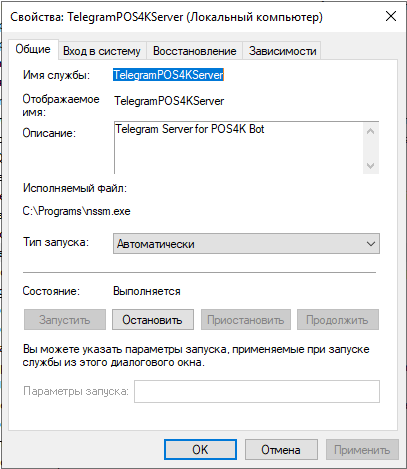 Свойства: TelegramPOS4KServer (Локальный компьютер)
Общие Вход в систему Восстановление Зависимости
Имя службы: TelegramPOS4KServer
Отображаемое имя: TelegramPOS4KServer
Описание: Telegram Server for POS4K Bot
Исполняемый файл:
C:\Programs\nssm.exe
Тип запуска: Автоматически
Состояние: Выполняется
Запустить Остановить Приостановить Продолжить
Вы можете указать параметры запуска, применяемые при запуске
службы из этого диалогового окна.
Параметры запуска:
OK Отмена Применить